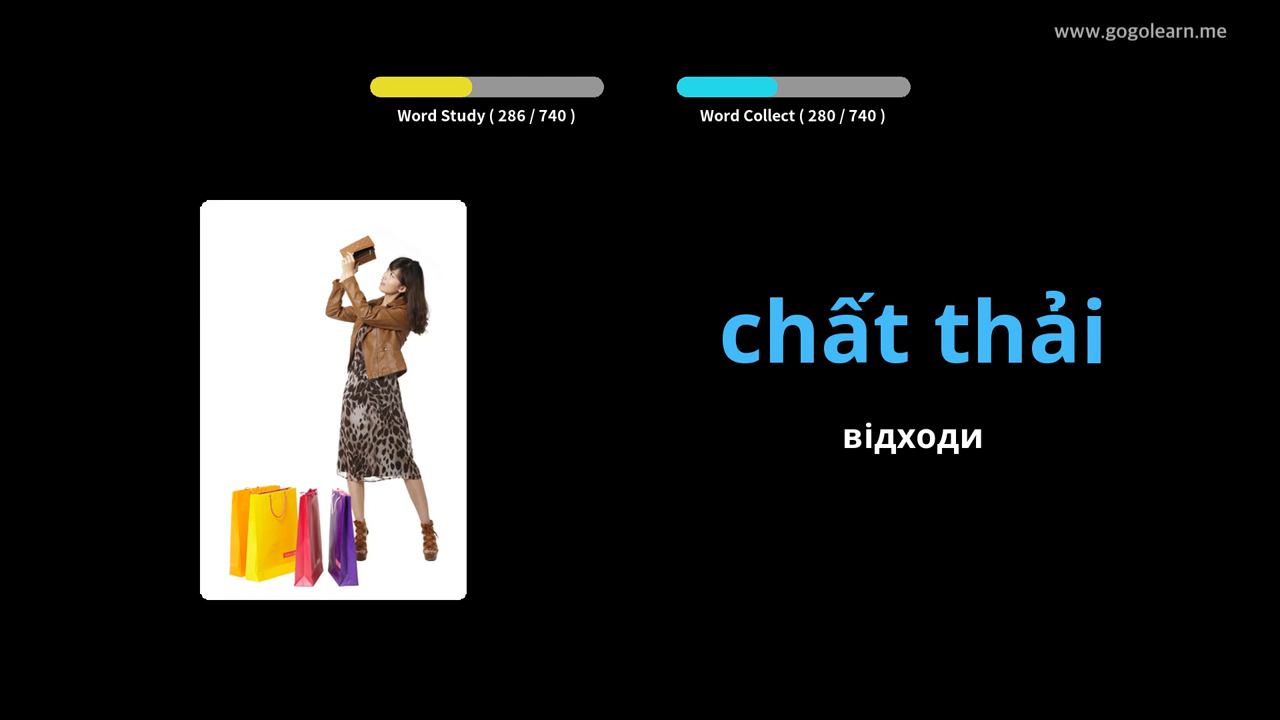 www.gogolearn.me
Word Study ( 286 / 740 )
Word Collect ( 280 / 740 )
chất thải
відходи